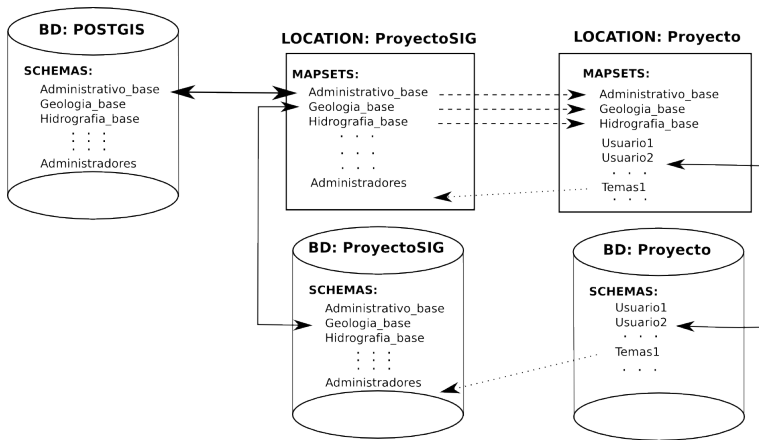 BD: POSTGIS
SCHEMAS:
Administrativo_base
Geologia_base
Hidrografia_base
Administradores
LOCATION: ProyectoSIG
MAPSETS:
Administrativo_base
Geologia_base
Hidrografia_base
Administradores
LOCATION: Proyecto
MAPSETS:
Administrativo_base
Geologia_base
Hidrografia_base
Usuario1
Usuario2
Temas1
BD: ProyectoSIG
SCHEMAS:
Administrativo_base
Geologia_base
Hidrografia_base
Administradores
BD: Proyecto
SCHEMAS:
Usuario1
Usuario2
Temas1